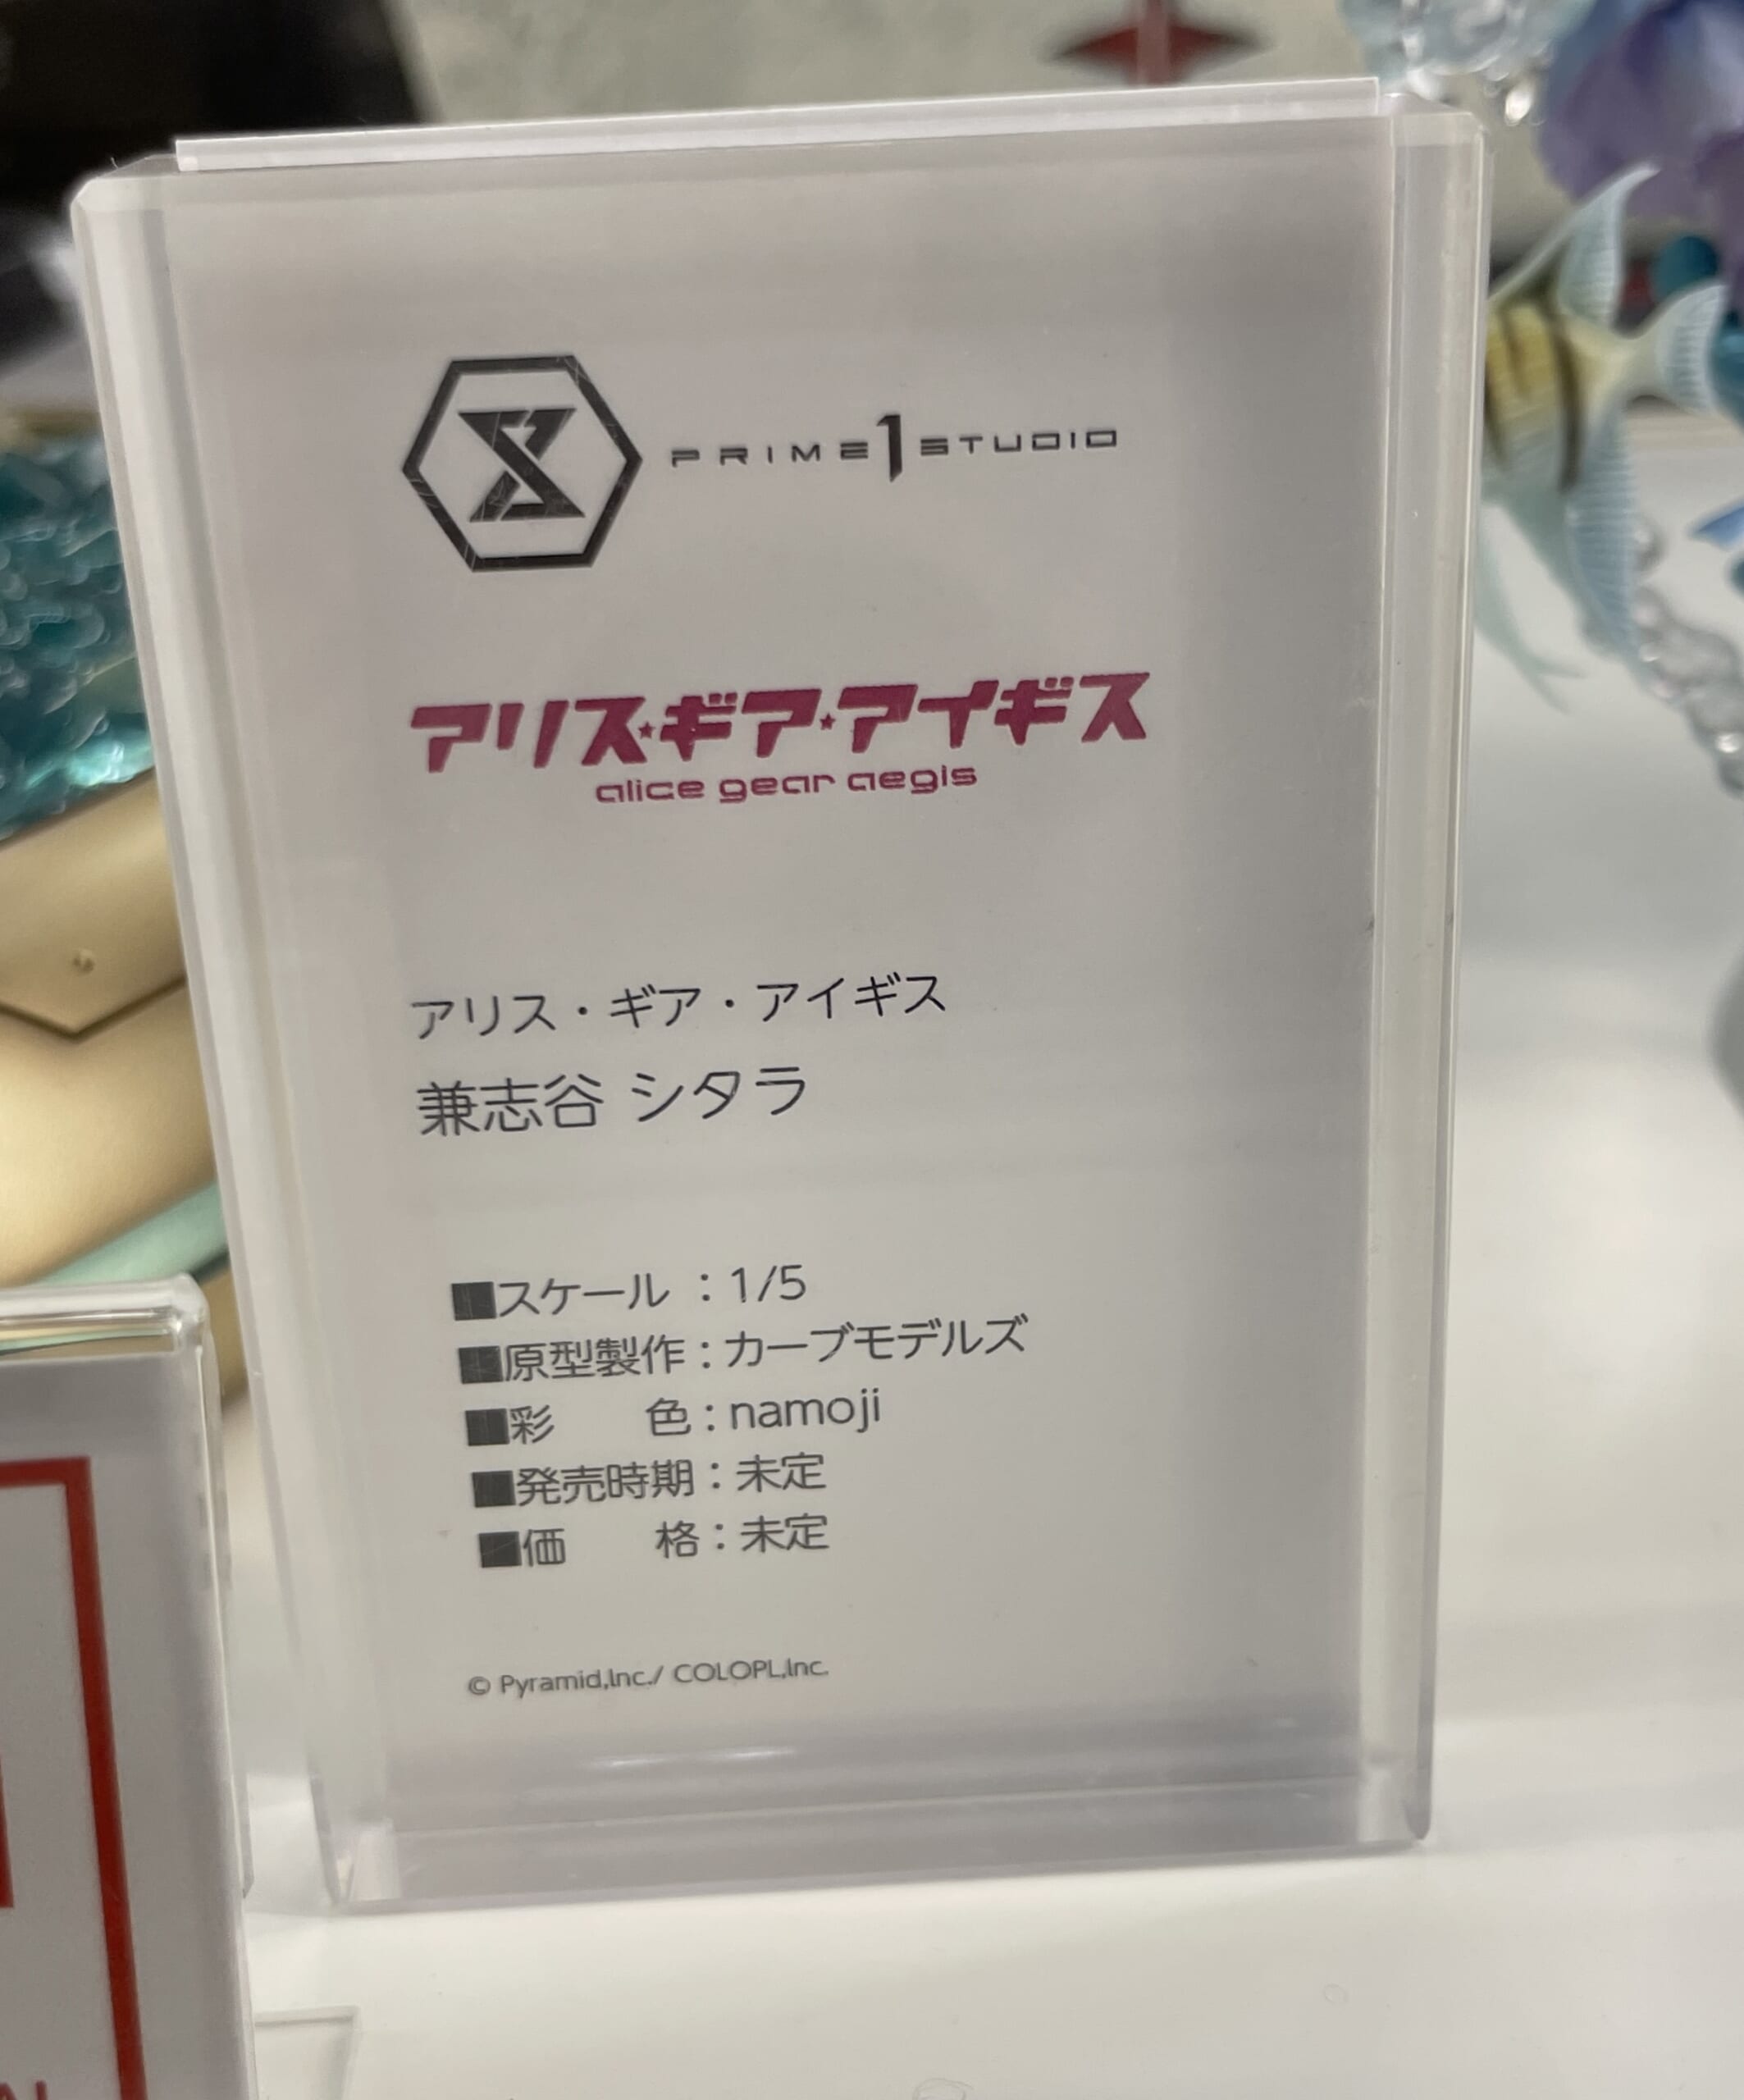 PRIME1STUDIO
アリス★ギア★アイギス
alice gear aegis
アリス・ギア・アイギス
兼志谷 シタラ
■スケール ：1/5
■原型製作：カーブモデルズ
■彩　　色：namoji
■発売時期：未定
■価　　格：未定
© Pyramid,Inc./ COLOPL,Inc.